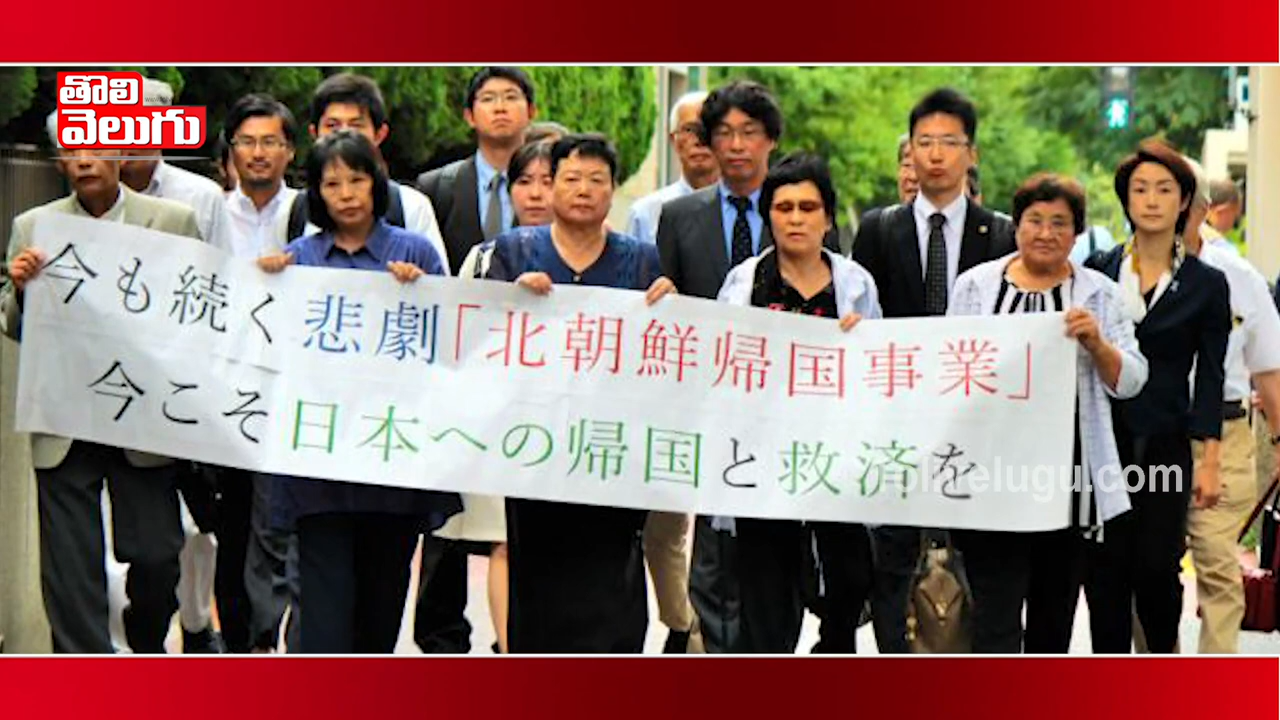 తొలి
వెలుగు
今も続く悲劇「北朝鮮帰国事業」
今こそ日本への帰国と救済を